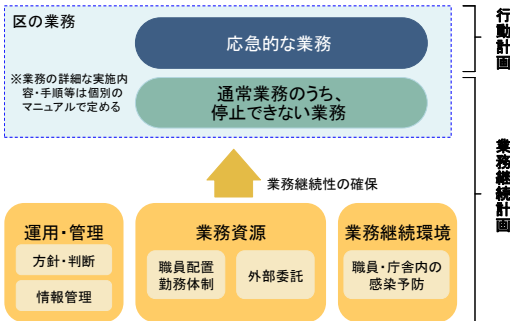 区の業務
応急的な業務
※業務の詳細な実施内
容・手順等は個別の
マニュアルで定める
通常業務のうち、
停止できない業務
行動計画
業務継続計画
業務継続性の確保
運用・管理
方針・判断
情報管理
業務資源
職員配置
勤務体制
外部委託
業務継続環境
職員・庁舎内の
感染予防